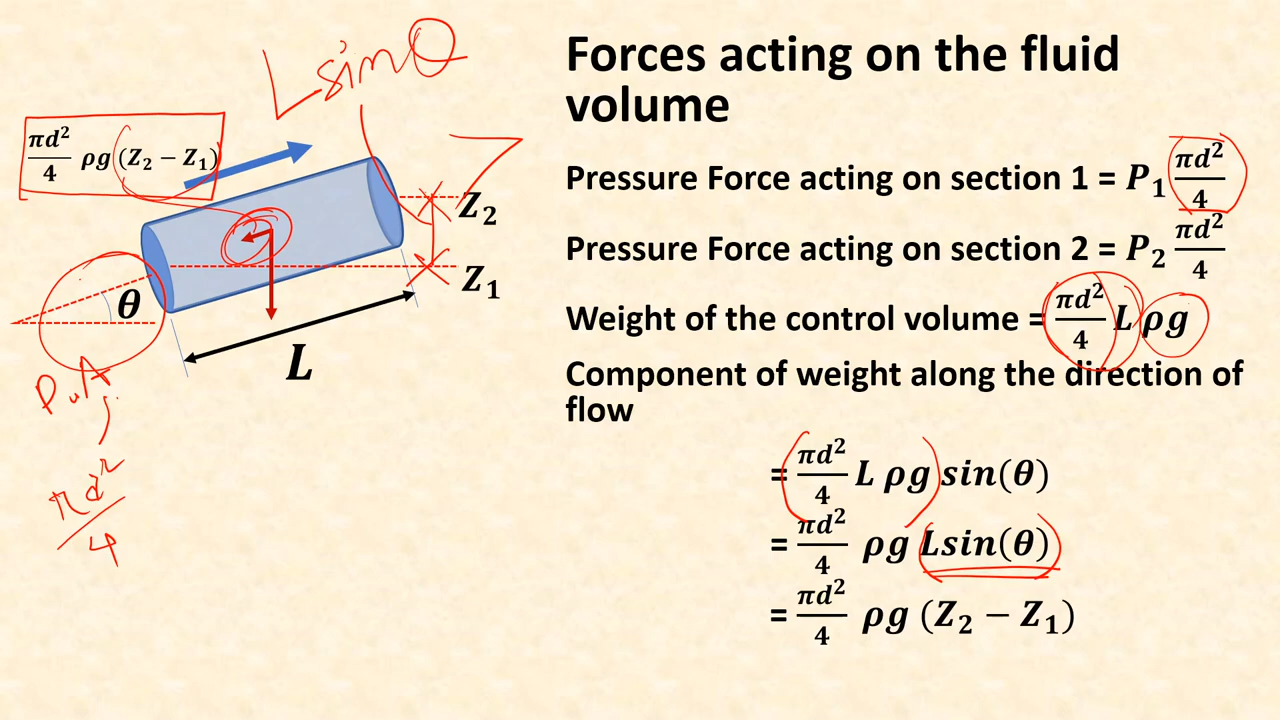 Forces acting on the fluid
volume
Pressure Force acting on section 1 = P₁ πd²/4
Pressure Force acting on section 2 = P₂ πd²/4
Weight of the control volume = πd²/4 L ρg
Component of weight along the direction of
flow
= πd²/4 L ρg sin(θ)
= πd²/4 ρg Lsin(θ)
= πd²/4 ρg (Z₂ − Z₁)
L sinθ
πd²/4 ρg (Z₂ − Z₁)
Z₂
Z₁
θ
L
P.A
πd²/4